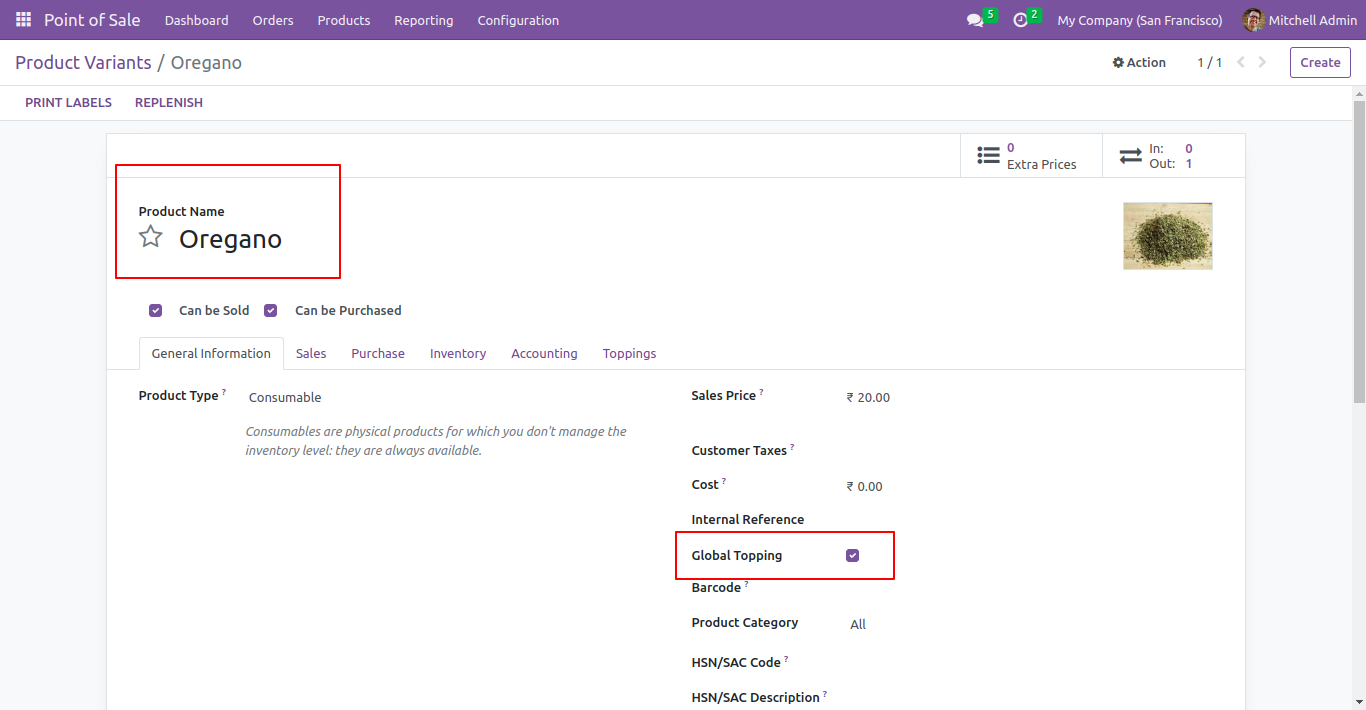 Point of Sale Dashboard Orders Products Reporting Configuration 5 2 My Company (San Francisco) Mitchell Admin
Product Variants / Oregano Action 1 / 1 Create
PRINT LABELS REPLENISH
0
Extra Prices
In: 0
Out: 1
Product Name
Oregano
Can be Sold Can be Purchased
General Information Sales Purchase Inventory Accounting Toppings
Product Type ? Consumable
Consumables are physical products for which you don't manage the
inventory level: they are always available.
Sales Price ? ₹ 20.00
Customer Taxes ?
Cost ? ₹ 0.00
Internal Reference
Global Topping
Barcode ?
Product Category All
HSN/SAC Code ?
HSN/SAC Description ?